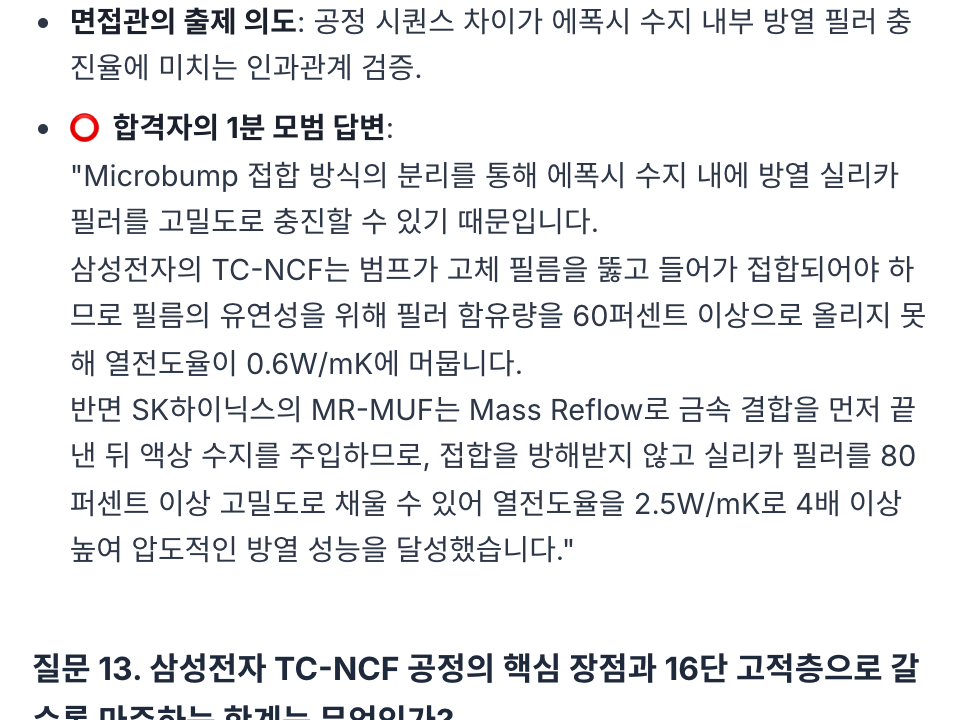 • 면접관의 출제 의도: 공정 시퀀스 차이가 에폭시 수지 내부 방열 필러 충
진율에 미치는 인과관계 검증.
• ⭕ 합격자의 1분 모범 답변:
"Microbump 접합 방식의 분리를 통해 에폭시 수지 내에 방열 실리카
필러를 고밀도로 충진할 수 있기 때문입니다.
삼성전자의 TC-NCF는 범프가 고체 필름을 뚫고 들어가 접합되어야 하
므로 필름의 유연성을 위해 필러 함유량을 60퍼센트 이상으로 올리지 못
해 열전도율이 0.6W/mK에 머뭅니다.
반면 SK하이닉스의 MR-MUF는 Mass Reflow로 금속 결합을 먼저 끝
낸 뒤 액상 수지를 주입하므로, 접합을 방해받지 않고 실리카 필러를 80
퍼센트 이상 고밀도로 채울 수 있어 열전도율을 2.5W/mK로 4배 이상
높여 압도적인 방열 성능을 달성했습니다."
질문 13. 삼성전자 TC-NCF 공정의 핵심 장점과 16단 고적층으로 갈
수록 마주하는 한계는 무엇인가?